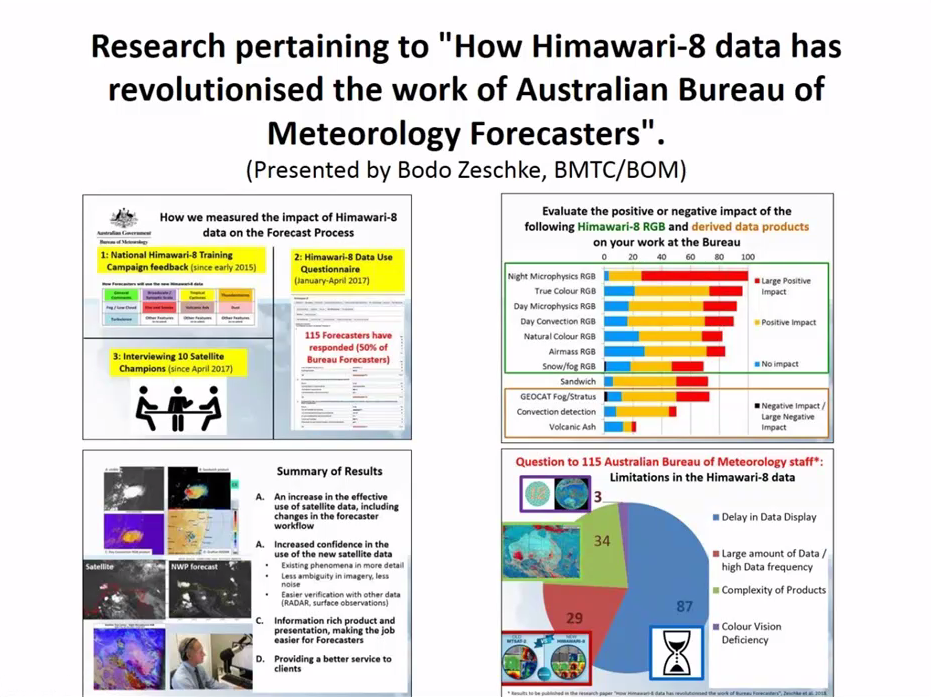 Research pertaining to "How Himawari-8 data has
revolutionised the work of Australian Bureau of
Meteorology Forecasters".
(Presented by Bodo Zeschke, BMTC/BOM)
Australian Government
Bureau of Meteorology
How we measured the impact of Himawari-8
data on the Forecast Process
1: National Himawari-8 Training
Campaign feedback (since early 2015)
How Forecasters will use the new Himawari-8 data
Fog / Low Cloud
Volcanic Ash
Dust
Turbulence
Other Features
Other Features
Other Features
2: Himawari-8 Data Use
Questionnaire
(January-April 2017)
115 Forecasters have
responded (50% of
Bureau Forecasters)
3: Interviewing 10 Satellite
Champions (since April 2017)
Evaluate the positive or negative impact of the
following Himawari-8 RGB and derived data products
on your work at the Bureau
0 20 40 60 80 100
Night Microphysics RGB
True Colour RGB
Day Microphysics RGB
Day Convection RGB
Natural Colour RGB
Airmass RGB
Snow/fog RGB
Sandwich
GEOCAT Fog/Stratus
Convection detection
Volcanic Ash
Large Positive
Impact
Positive Impact
No impact
Negative Impact /
Large Negative
Impact
Summary of Results
A. An increase in the effective
use of satellite data, including
changes in the forecaster
workflow
A. Increased confidence in the
use of the new satellite data
• Existing phenomena in more detail
• Less ambiguity in imagery, less
noise
• Easier verification with other data
(RADAR, surface observations)
C. Information rich product and
presentation, making the job
easier for Forecasters
D. Providing a better service to
clients
Satellite
NWP forecast
Question to 115 Australian Bureau of Meteorology staff*:
Limitations in the Himawari-8 data
3
34
29
87
Delay in Data Display
Large amount of Data /
high Data frequency
Complexity of Products
Colour Vision
Deficiency
OLD
MTSAT-2
NEW
HIMAWARI-8
* Results to be published in the research paper "How Himawari-8 data has revolutionised the work of Bureau Forecasters", Zeschke et al, 2018.